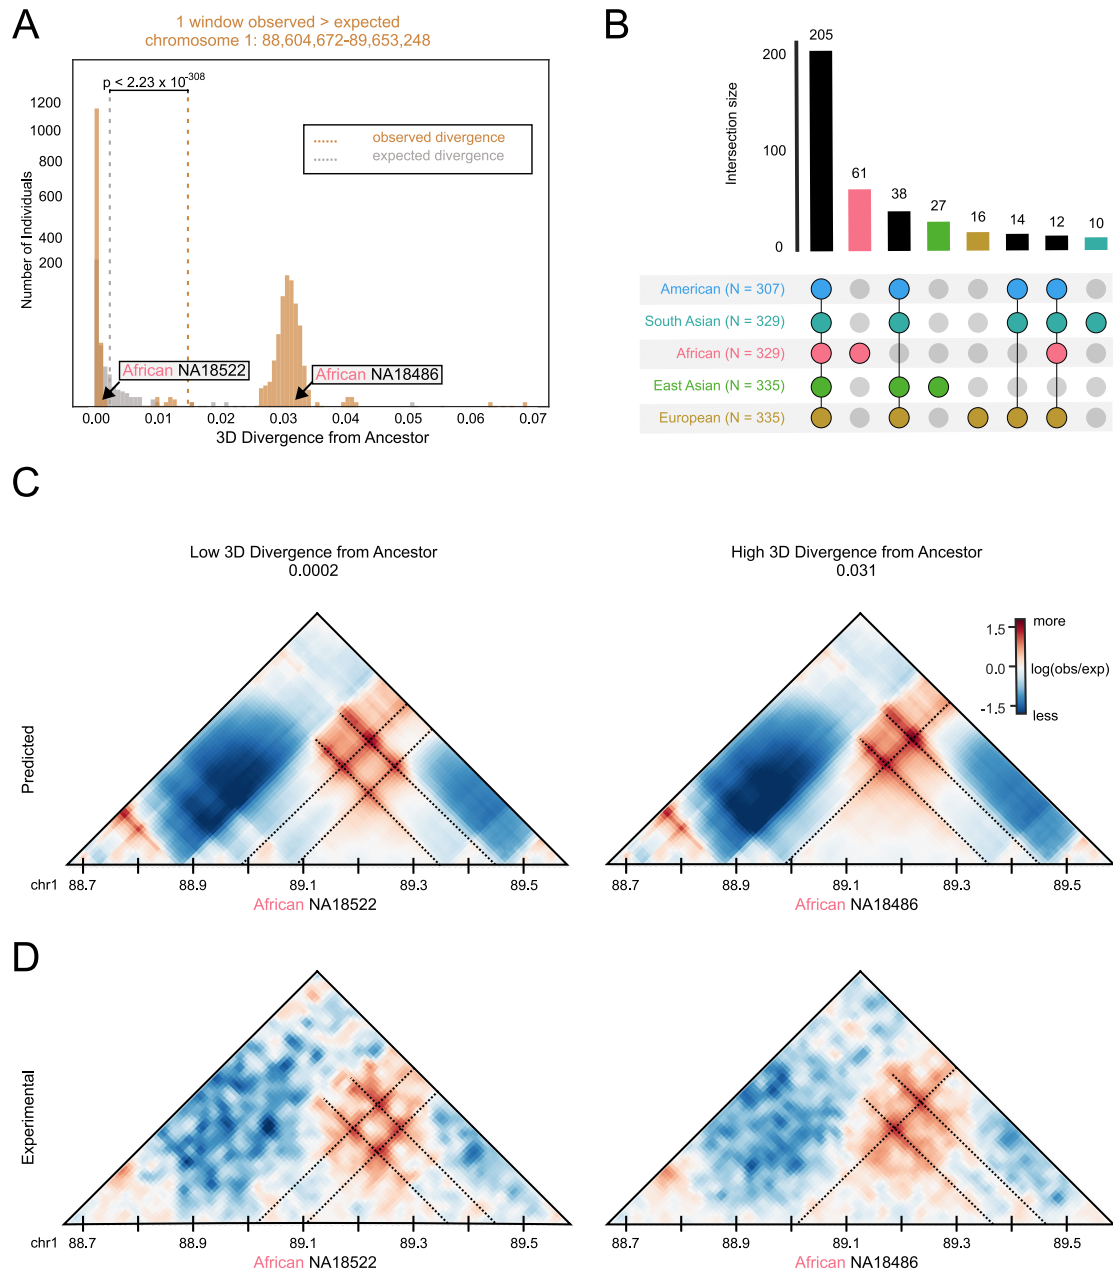 A
1 window observed > expected
chromosome 1: 88,604,672-89,653,248
p < 2.23 x 10-308
observed divergence
expected divergence
Number of Individuals
1200
1000
800
600
400
200
African NA18522
African NA18486
0.00
0.01
0.02
0.03
0.04
0.05
0.06
0.07
3D Divergence from Ancestor
B
Intersection size
200
100
0
205
61
38
27
16
14
12
10
American (N = 307)
South Asian (N = 329)
African (N = 329)
East Asian (N = 335)
European (N = 335)
C
Low 3D Divergence from Ancestor
0.0002
High 3D Divergence from Ancestor
0.031
more
1.5
0.0
log(obs/exp)
-1.5
less
Predicted
chr1
88.7
88.9
89.1
89.3
89.5
African NA18522
88.7
88.9
89.1
89.3
89.5
African NA18486
D
Experimental
chr1
88.7
88.9
89.1
89.3
89.5
African NA18522
88.7
88.9
89.1
89.3
89.5
African NA18486